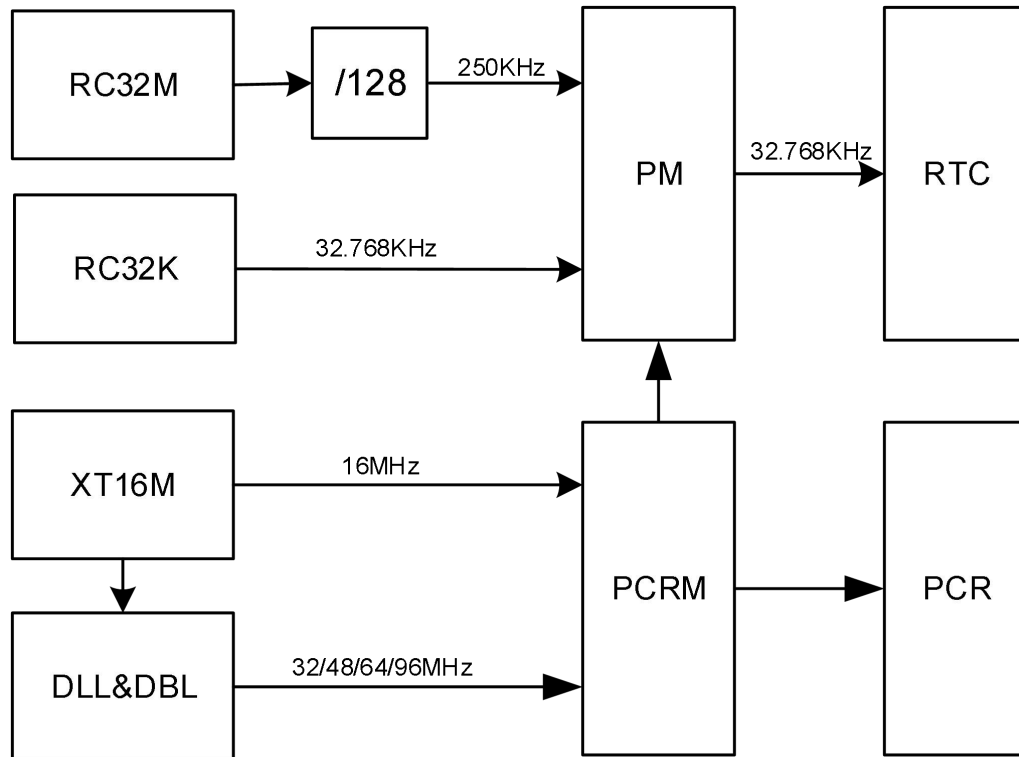 RC32M
/128
250KHz
PM
32.768KHz
RTC
RC32K
32.768KHz
XT16M
16MHz
PCRM
PCR
DLL&DBL
32/48/64/96MHz